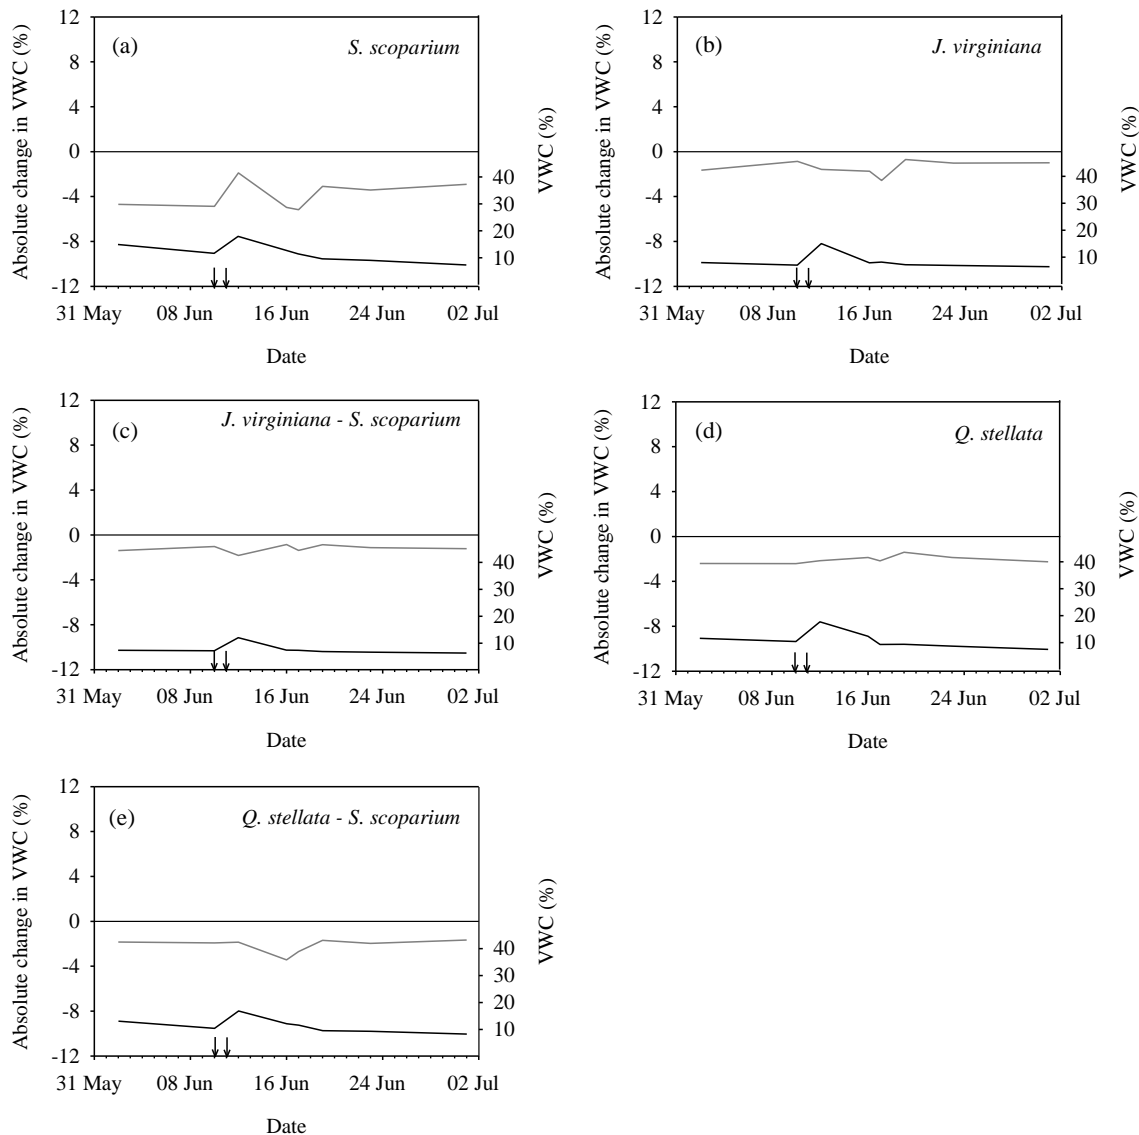 (a)
S. scoparium
Absolute change in VWC (%)
12
8
4
0
-4
-8
-12
VWC (%)
40
30
20
10
31 May
08 Jun
16 Jun
24 Jun
02 Jul
Date
(b)
J. virginiana
Absolute change in VWC (%)
12
8
4
0
-4
-8
-12
VWC (%)
40
30
20
10
31 May
08 Jun
16 Jun
24 Jun
02 Jul
Date
(c)
J. virginiana - S. scoparium
Absolute change in VWC (%)
12
8
4
0
-4
-8
-12
VWC (%)
40
30
20
10
31 May
08 Jun
16 Jun
24 Jun
02 Jul
Date
(d)
Q. stellata
Absolute change in VWC (%)
12
8
4
0
-4
-8
-12
VWC (%)
40
30
20
10
31 May
08 Jun
16 Jun
24 Jun
02 Jul
Date
(e)
Q. stellata - S. scoparium
Absolute change in VWC (%)
12
8
4
0
-4
-8
-12
VWC (%)
40
30
20
10
31 May
08 Jun
16 Jun
24 Jun
02 Jul
Date